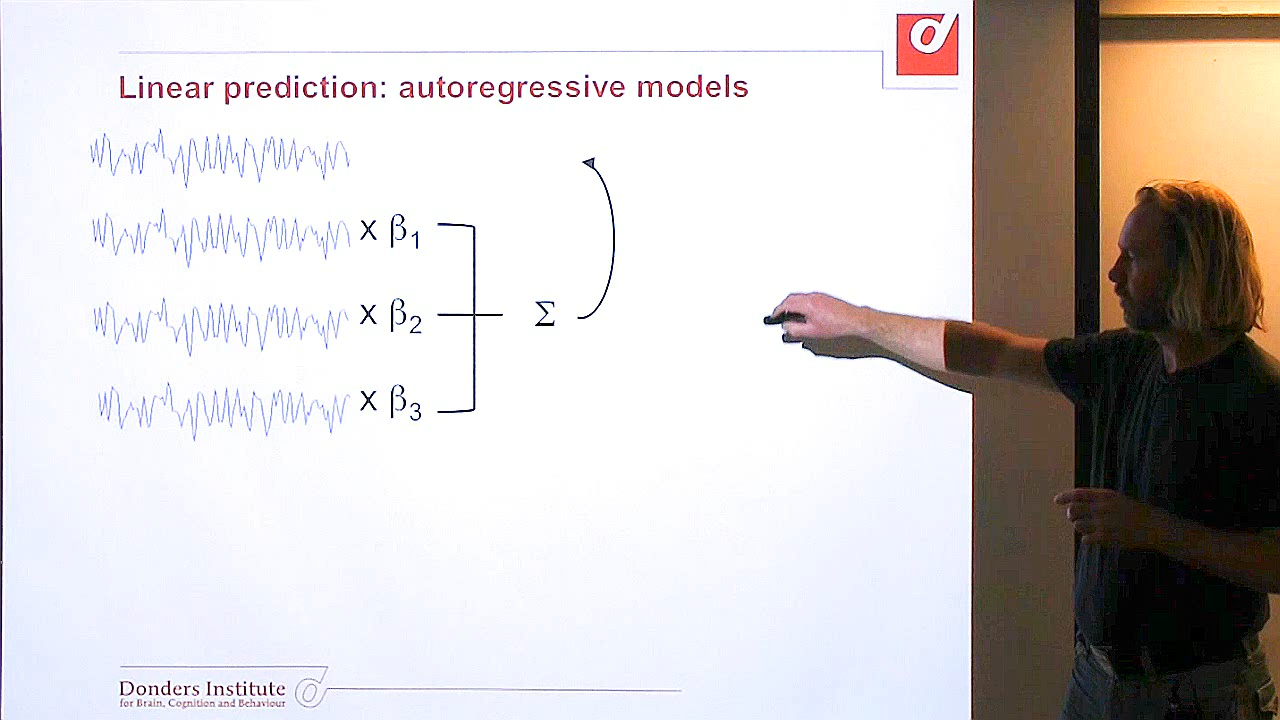 Linear prediction: autoregressive models
x β1
x β2
Σ
x β3
Donders Institute
for Brain, Cognition and Behaviour